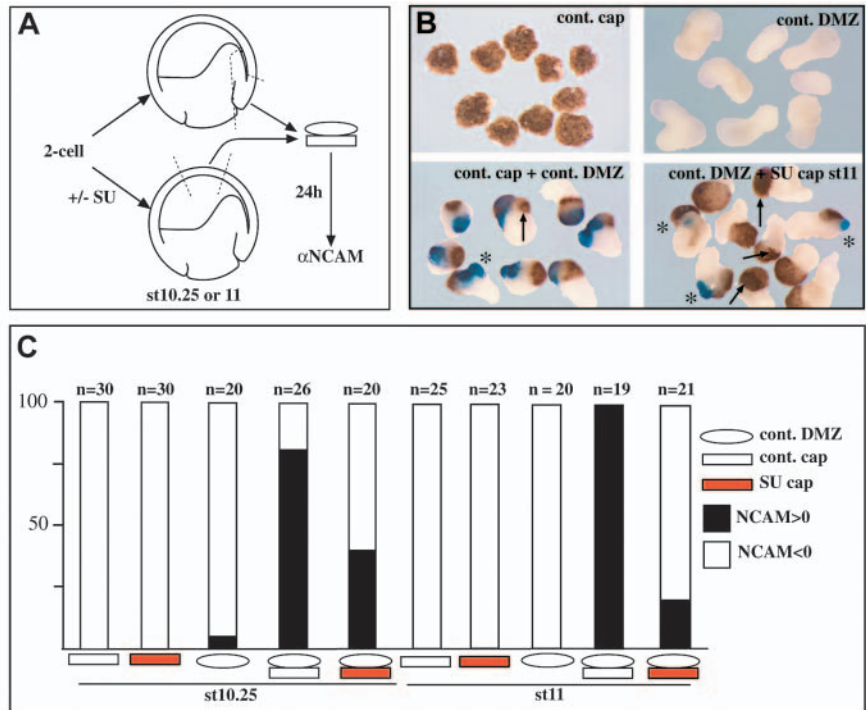 A
2-cell
+/- SU
24h
αNCAM
st10.25 or 11
B
cont. cap
cont. DMZ
cont. cap + cont. DMZ
cont. DMZ + SU cap st11
*
*
*
*
C
n=30 n=30 n=20 n=26 n=20 n=25 n=23 n = 20 n=19 n=21
100
50
cont. DMZ
cont. cap
SU cap
NCAM>0
NCAM<0
st10.25 st11